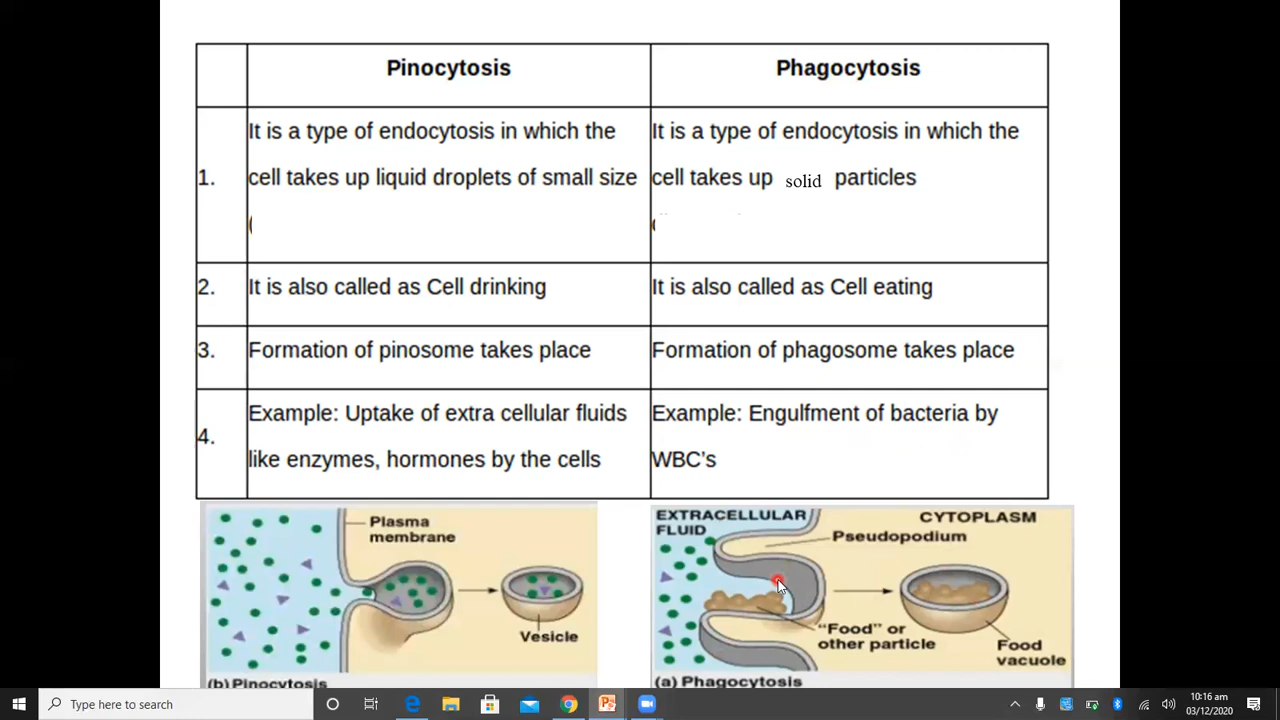 Pinocytosis
Phagocytosis
1.
It is a type of endocytosis in which the
cell takes up liquid droplets of small size
(
It is a type of endocytosis in which the
cell takes up solid particles
2.
It is also called as Cell drinking
It is also called as Cell eating
3.
Formation of pinosome takes place
Formation of phagosome takes place
4.
Example: Uptake of extra cellular fluids
like enzymes, hormones by the cells
Example: Engulfment of bacteria by
WBC's
Plasma
membrane
Vesicle
(b) Pinocytosis
EXTRACELLULAR
FLUID
CYTOPLASM
Pseudopodium
“Food” or
other particle
Food
vacuole
(a) Phagocytosis
Type here to search
10:16 am
03/12/2020